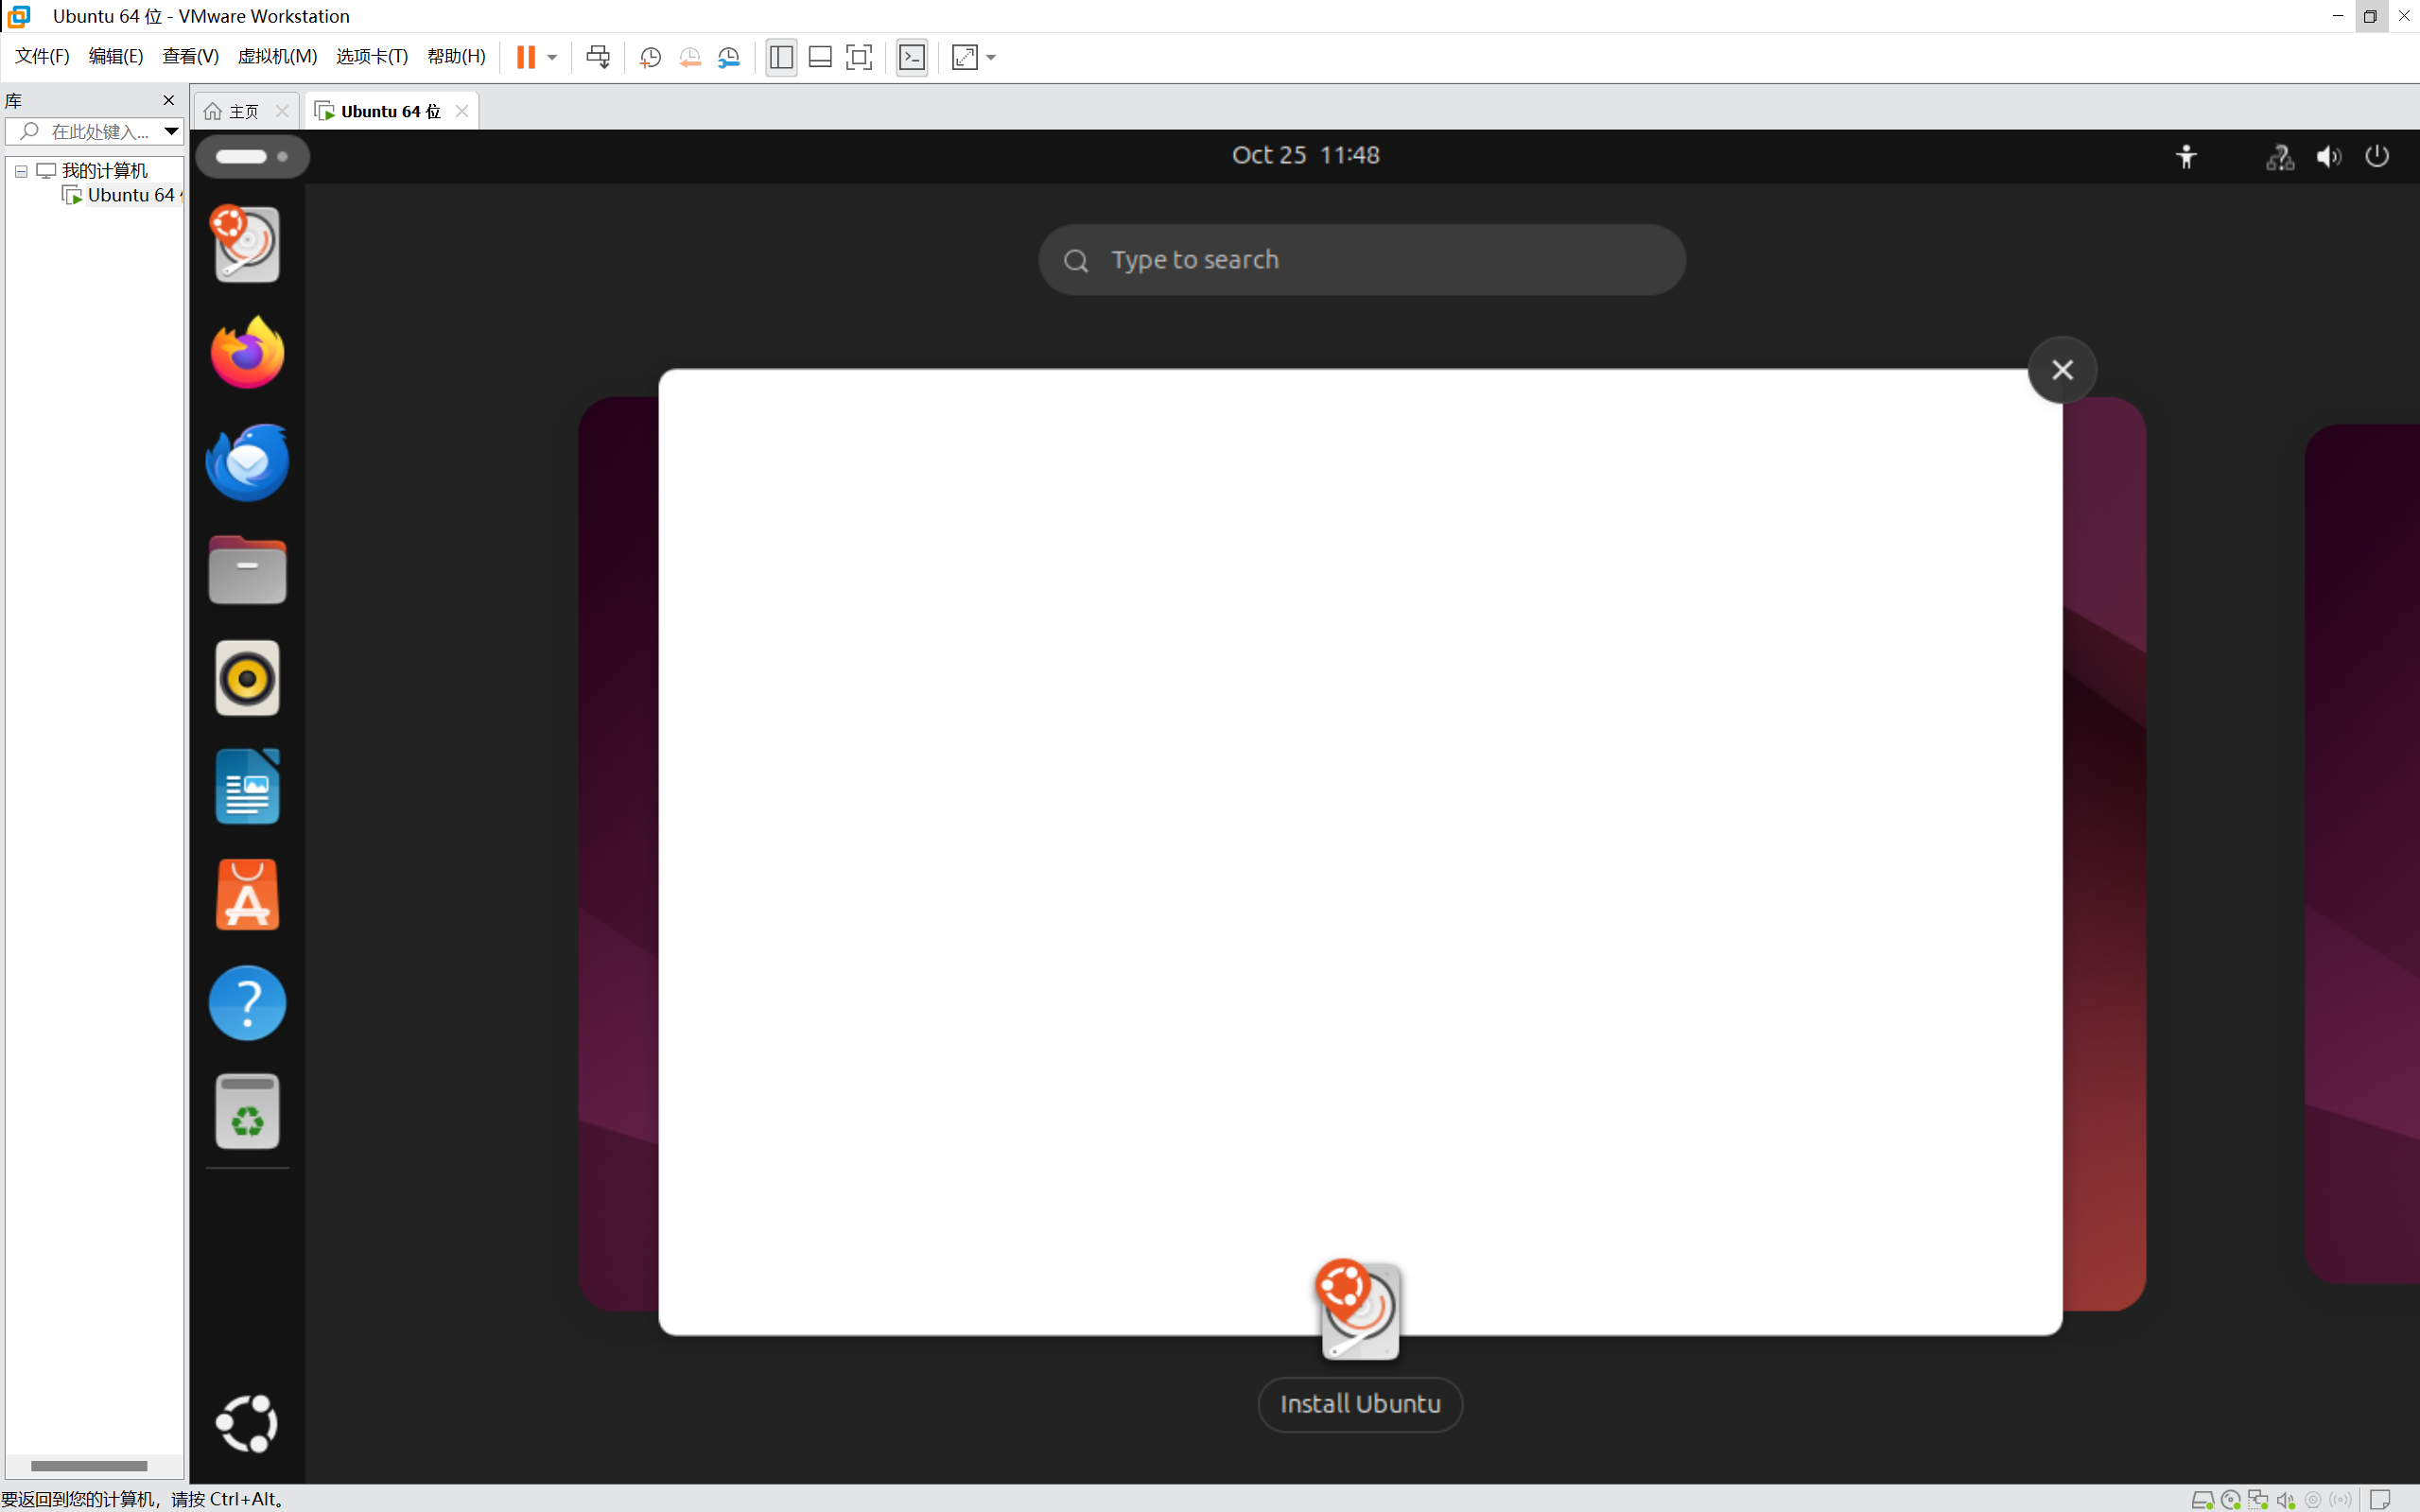 Ubuntu 64 位 - VMware Workstation
文件(F) 编辑(E) 查看(V) 虚拟机(M) 选项卡(T) 帮助(H)
库
在此处键入...
我的计算机
Ubuntu 64
主页
Ubuntu 64 位
Oct 25 11:48
Type to search
Install Ubuntu
要返回到您的计算机，请按 Ctrl+Alt。